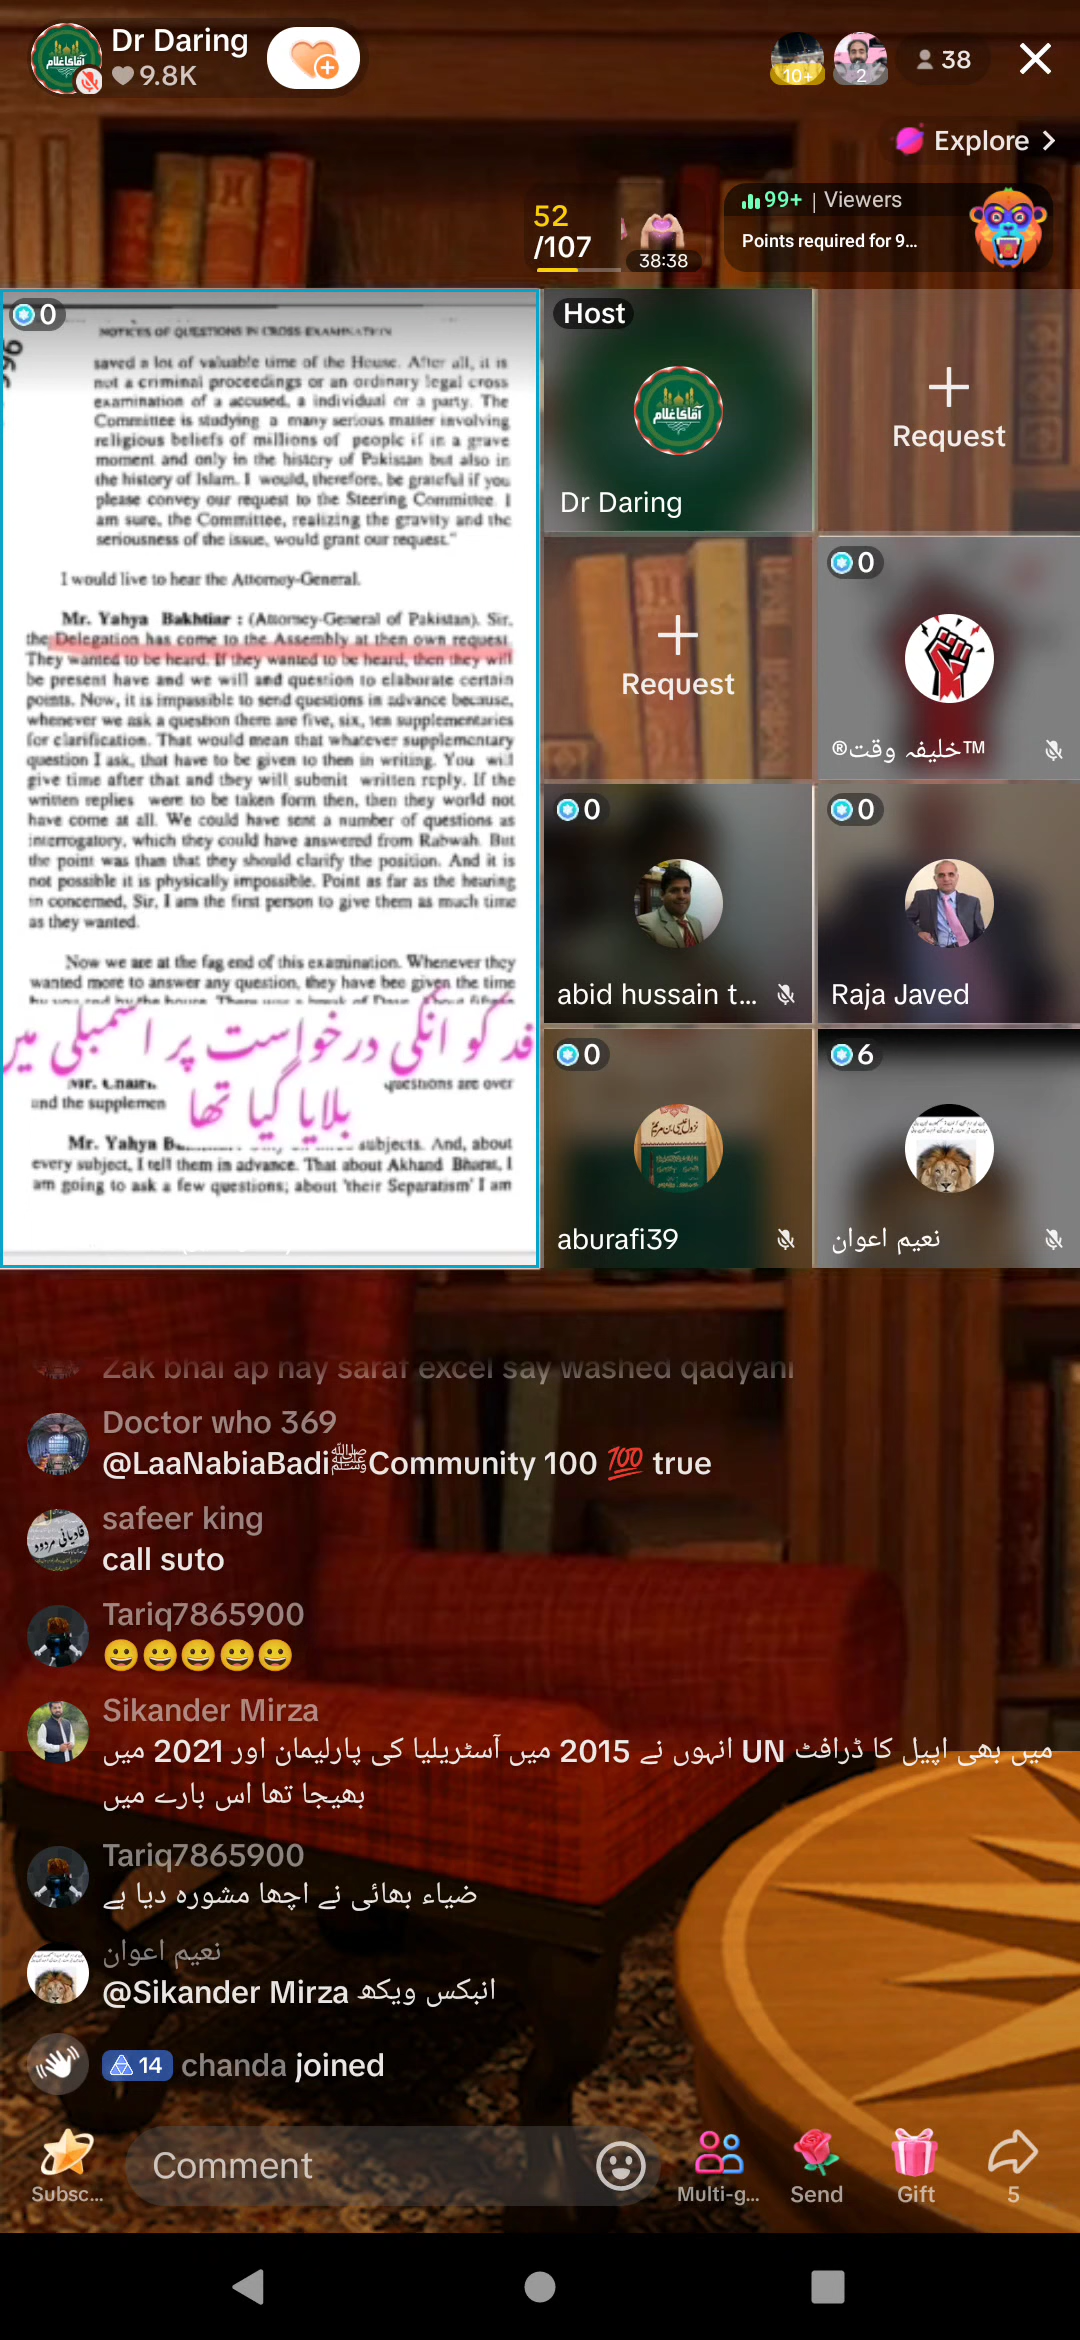 Dr Daring
9.8K
10+
2
38
Explore
52
/107
38:38
99+ | Viewers
Points required for 9...
0
NOTICES OF QUESTIONS IN CROSS-EXAMINATION
saved a lot of valuable time of the House. After all, it is
not a criminal proceedings or an ordinary legal cross
examination of a accused, a individual or a party. The
Committee is studying a many serious matter involving
religious beliefs of millions of people if in a grave
moment and only in the history of Pakistan but also in
the history of Islam. I would, therefore, be grateful if you
please convey our request to the Steering Committee. I
am sure, the Committee, realizing the gravity and the
seriousness of the issue, would grant our request."
I would live to hear the Attorney-General.
Mr. Yahya Bakhtiar : (Attorney-General of Pakistan). Sir,
the Delegation has come to the Assembly at then own request.
They wanted to be heard. If they wanted to be heard, then they will
be present have and we will and question to elaborate certain
points. Now, it is impassible to send questions in advance because,
whenever we ask a question there are five, six, ten supplementaries
for clarification. That would mean that whatever supplementary
question I ask, that have to be given to then in writing. You will
give time after that and they will submit written reply. If the
written replies were to be taken form then, then they world not
have come at all. We could have sent a number of questions as
interrogatory, which they could have answered from Rabwah. But
the point was than that they should clarify the position. And it is
not possible it is physically impossible. Point as far as the hearing
in concerned, Sir, I am the first person to give them as much time
as they wanted.
Now we are at the fag end of this examination. Whenever they
wanted more to answer any question, they have bee given the time
فد کو انکی درخواست پر اسمبلی میں
بلایا گیا تھا
questions are over
and the supplemen
Mr. Yahya B subjects. And, about
every subject, I tell them in advance. That about Akhand Bharat, I
am going to ask a few questions; about 'their Separatism' I am
Host
آقا کا غلام
Dr Daring
Request
Request
0
®خلیفہ وقت™
0
abid hussain t...
0
Raja Javed
0
aburafi39
6
نعیم اعوان
Zak bhai ap nay saraf excel say washed qadyani
Doctor who 369
@LaaNabiaBadiﷺCommunity 100 💯 true
safeer king
call suto
Tariq7865900
😀😀😀😀😀
Sikander Mirza
میں بھی اپیل کا ڈرافٹ UN انہوں نے 2015 میں آسٹریلیا کی پارلیمان اور 2021 میں
بھیجا تھا اس بارے میں
Tariq7865900
ضیاء بھائی نے اچھا مشورہ دیا ہے
نعیم اعوان
@Sikander Mirza انبکس ویکھ
14 chanda joined
Subsc...
Comment
Multi-g...
Send
Gift
5